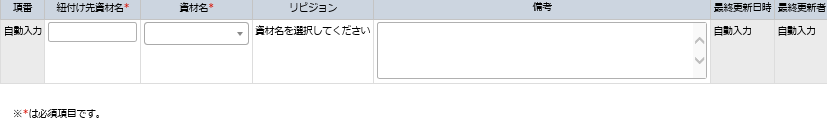 項番 紐付け先資材名* 資材名* リビジョン 備考 最終更新日時 最終更新者
自動入力 資材名を選択してください 自動入力 自動入力
※*は必須項目です。